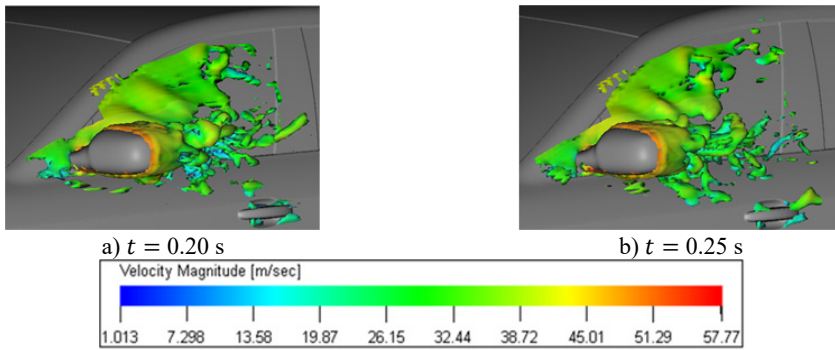 a) t = 0.20 s
b) t = 0.25 s
Velocity Magnitude [m/sec]
1.013 7.298 13.58 19.87 26.15 32.44 38.72 45.01 51.29 57.77